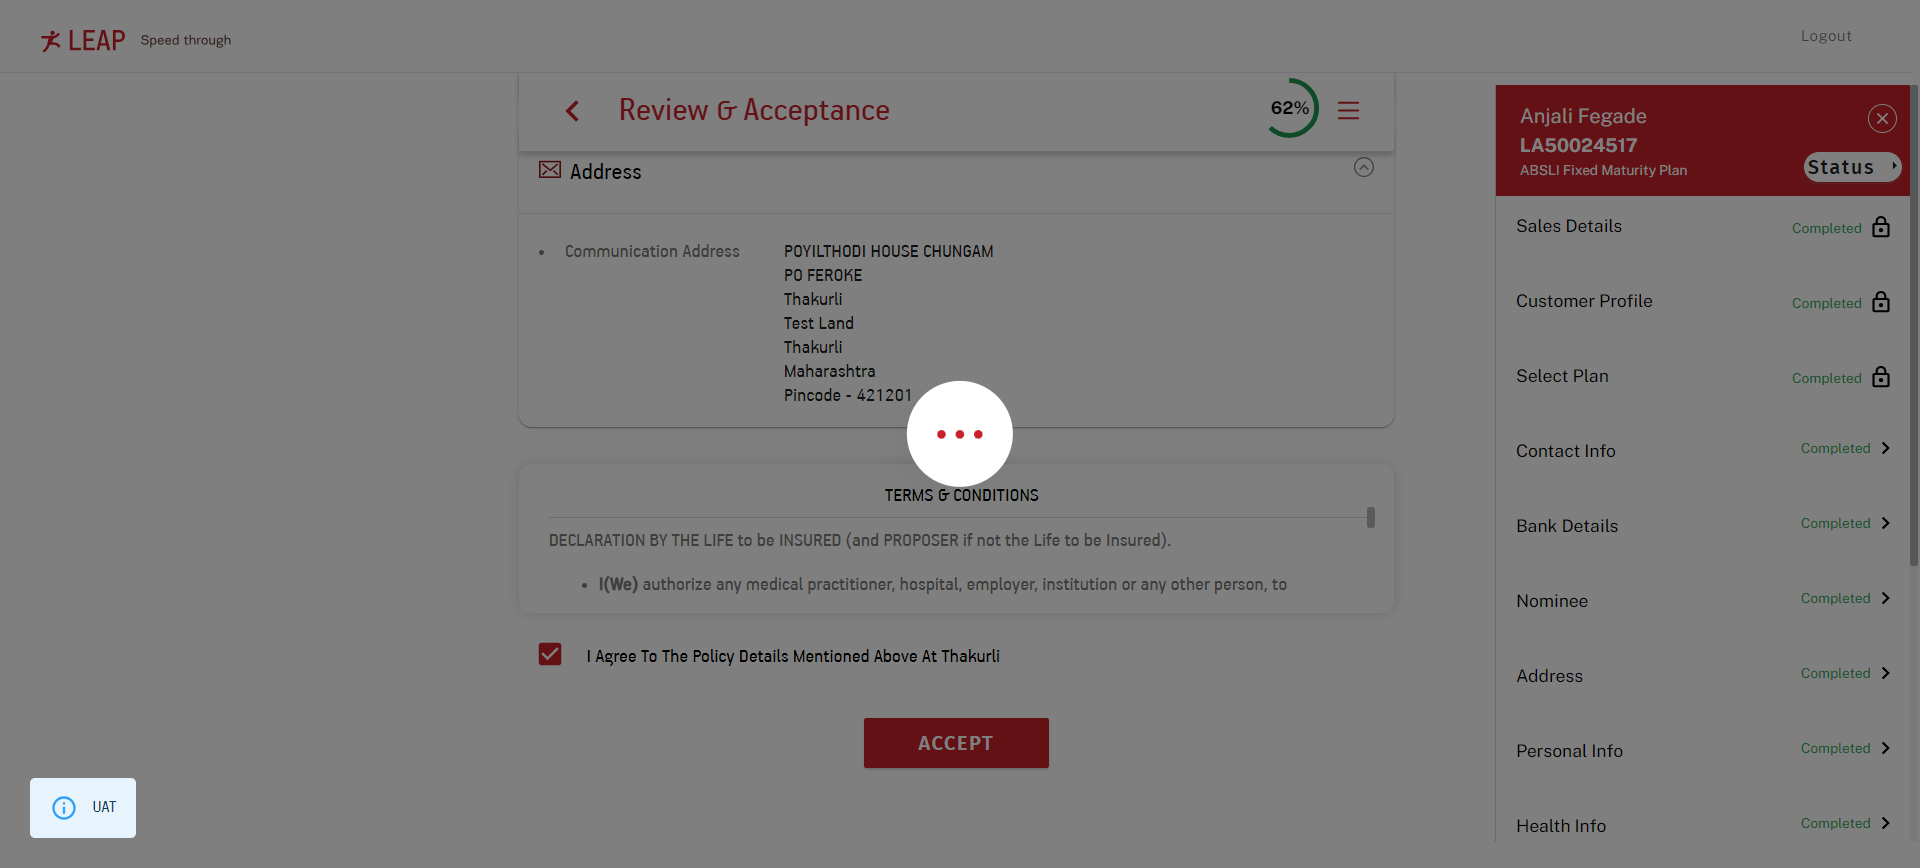 LEAP Speed through
Logout
Review & Acceptance
62%
Address
Communication Address
POYILTHODI HOUSE CHUNGAM
PO FEROKE
Thakurli
Test Land
Thakurli
Maharashtra
Pincode - 421201
TERMS & CONDITIONS
DECLARATION BY THE LIFE to be INSURED (and PROPOSER if not the Life to be Insured).
• I(We) authorize any medical practitioner, hospital, employer, institution or any other person, to
I Agree To The Policy Details Mentioned Above At Thakurli
ACCEPT
UAT
Anjali Fegade
LA50024517
ABSLI Fixed Maturity Plan
Status
Sales Details Completed
Customer Profile Completed
Select Plan Completed
Contact Info Completed
Bank Details Completed
Nominee Completed
Address Completed
Personal Info Completed
Health Info Completed